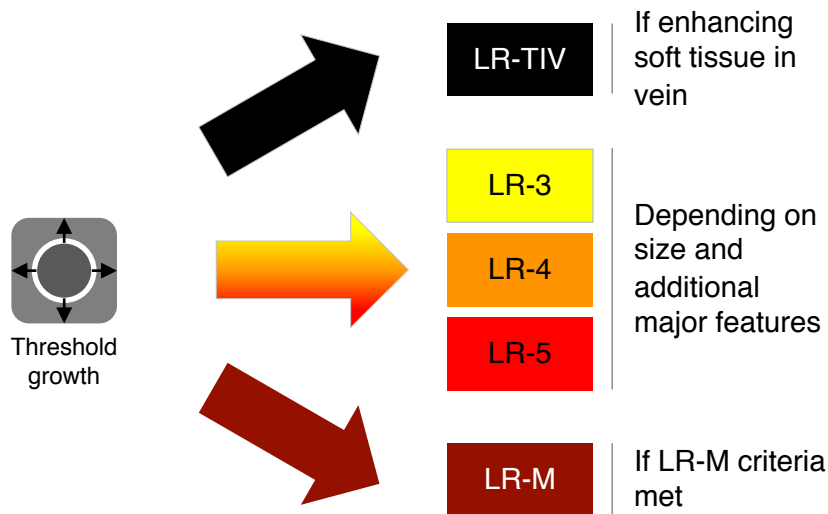 LR-TIV
If enhancing
soft tissue in
vein
LR-3
LR-4
LR-5
Depending on
size and
additional
major features
Threshold
growth
LR-M
If LR-M criteria
met